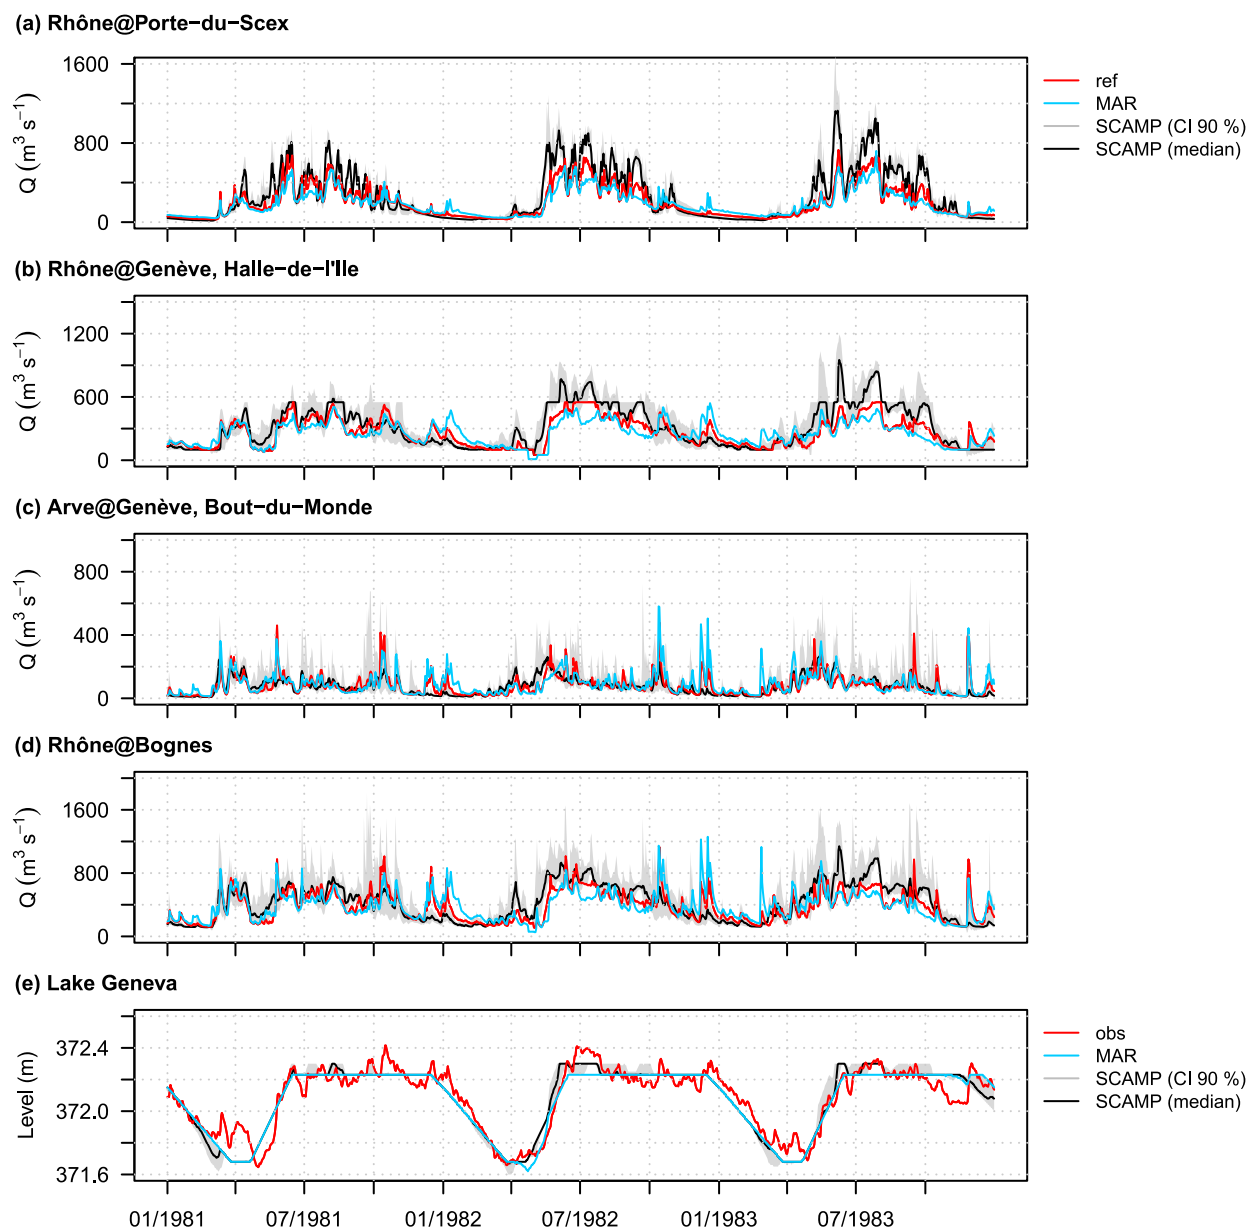 (a) Rhône@Porte−du−Scex
Q (m³ s⁻¹)
1600
800
0
ref
MAR
SCAMP (CI 90 %)
SCAMP (median)
(b) Rhône@Genève, Halle−de−l'Ile
Q (m³ s⁻¹)
1200
600
0
(c) Arve@Genève, Bout−du−Monde
Q (m³ s⁻¹)
800
400
0
(d) Rhône@Bognes
Q (m³ s⁻¹)
1600
800
0
(e) Lake Geneva
Level (m)
372.4
372.0
371.6
obs
MAR
SCAMP (CI 90 %)
SCAMP (median)
01/1981 07/1981 01/1982 07/1982 01/1983 07/1983